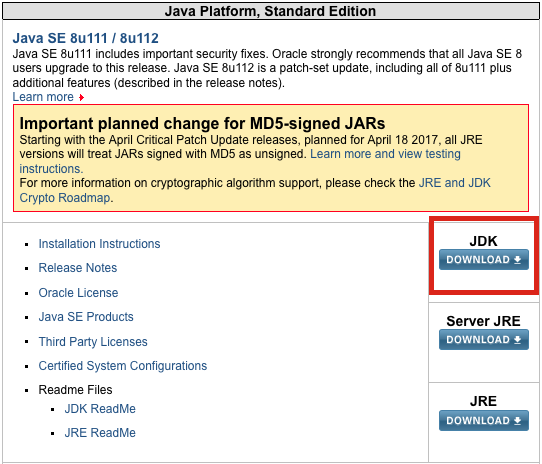 Java Platform, Standard Edition
Java SE 8u111 / 8u112
Java SE 8u111 includes important security fixes. Oracle strongly recommends that all Java SE 8
users upgrade to this release. Java SE 8u112 is a patch-set update, including all of 8u111 plus
additional features (described in the release notes).
Learn more
Important planned change for MD5-signed JARs
Starting with the April Critical Patch Update releases, planned for April 18 2017, all JRE
versions will treat JARs signed with MD5 as unsigned. Learn more and view testing
instructions.
For more information on cryptographic algorithm support, please check the JRE and JDK
Crypto Roadmap.
Installation Instructions
Release Notes
Oracle License
Java SE Products
Third Party Licenses
Certified System Configurations
Readme Files
JDK ReadMe
JRE ReadMe
JDK
DOWNLOAD
Server JRE
DOWNLOAD
JRE
DOWNLOAD